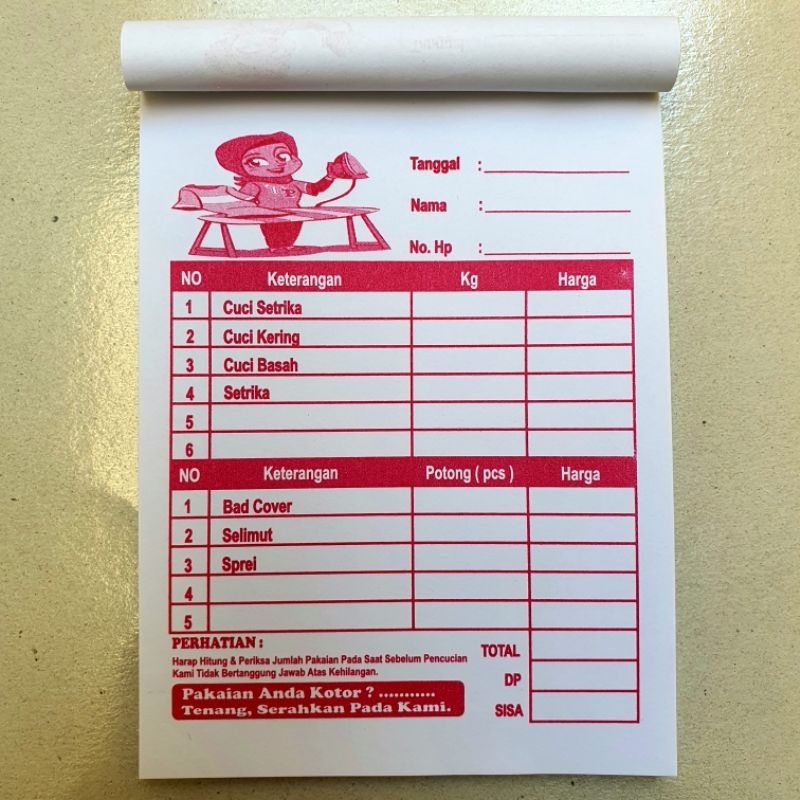 Tanggal :
Nama :
No. Hp :
NO Keterangan Kg Harga
1 Cuci Setrika
2 Cuci Kering
3 Cuci Basah
4 Setrika
5
6
NO Keterangan Potong ( pcs ) Harga
1 Bad Cover
2 Selimut
3 Sprei
4
5
PERHATIAN :
Harap Hitung & Periksa Jumlah Pakaian Pada Saat Sebelum Pencucian
Kami Tidak Bertanggung Jawab Atas Kehilangan.
Pakaian Anda Kotor ? ...........
Tenang, Serahkan Pada Kami.
TOTAL
DP
SISA